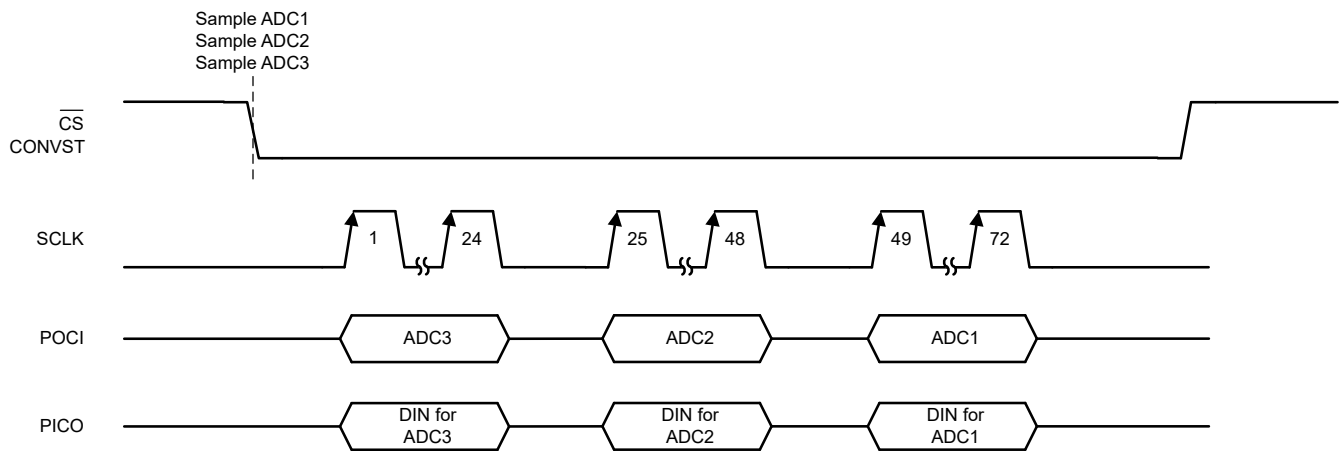 Sample ADC1
Sample ADC2
Sample ADC3
CS
CONVST
SCLK
1
24
25
48
49
72
POCI
ADC3
ADC2
ADC1
PICO
DIN for
ADC3
DIN for
ADC2
DIN for
ADC1